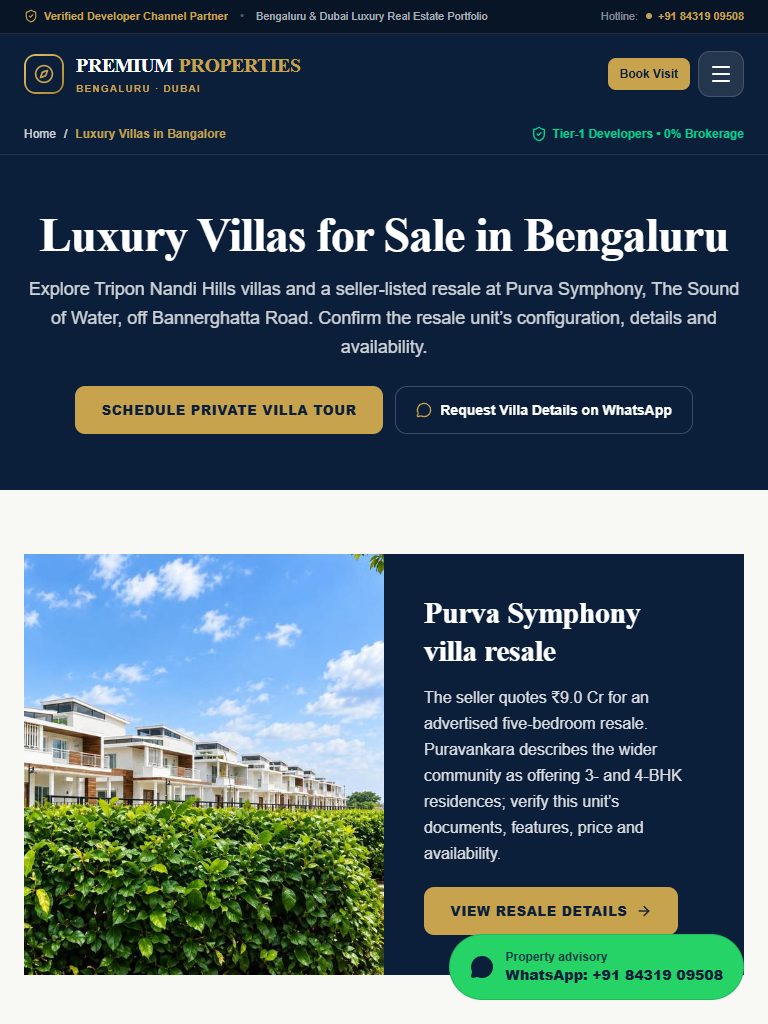 Verified Developer Channel Partner • Bengaluru & Dubai Luxury Real Estate Portfolio Hotline: +91 84319 09508
PREMIUM PROPERTIES
BENGALURU · DUBAI
Book Visit
Home / Luxury Villas in Bangalore
Tier-1 Developers • 0% Brokerage
Luxury Villas for Sale in Bengaluru
Explore Tripon Nandi Hills villas and a seller-listed resale at Purva Symphony, The Sound
of Water, off Bannerghatta Road. Confirm the resale unit's configuration, details and
availability.
SCHEDULE PRIVATE VILLA TOUR
Request Villa Details on WhatsApp
Purva Symphony
villa resale
The seller quotes ₹9.0 Cr for an
advertised five-bedroom resale.
Puravankara describes the wider
community as offering 3- and 4-BHK
residences; verify this unit's
documents, features, price and
availability.
VIEW RESALE DETAILS →
Property advisory
WhatsApp: +91 84319 09508